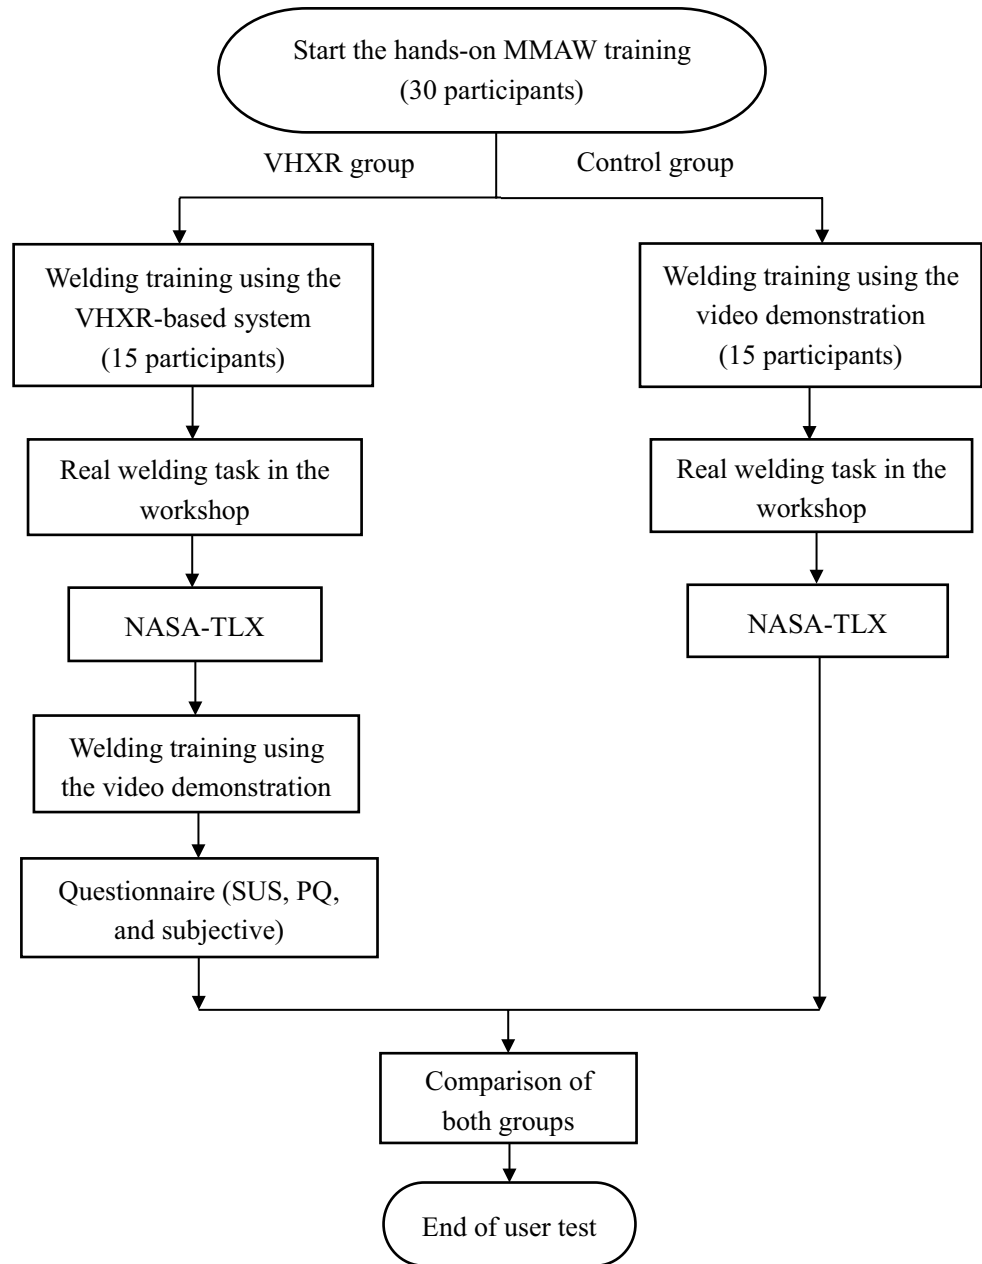 Start the hands-on MMAW training
(30 participants)
VHXR group
Control group
Welding training using the
VHXR-based system
(15 participants)
Welding training using the
video demonstration
(15 participants)
Real welding task in the
workshop
Real welding task in the
workshop
NASA-TLX
NASA-TLX
Welding training using
the video demonstration
Questionnaire (SUS, PQ,
and subjective)
Comparison of
both groups
End of user test